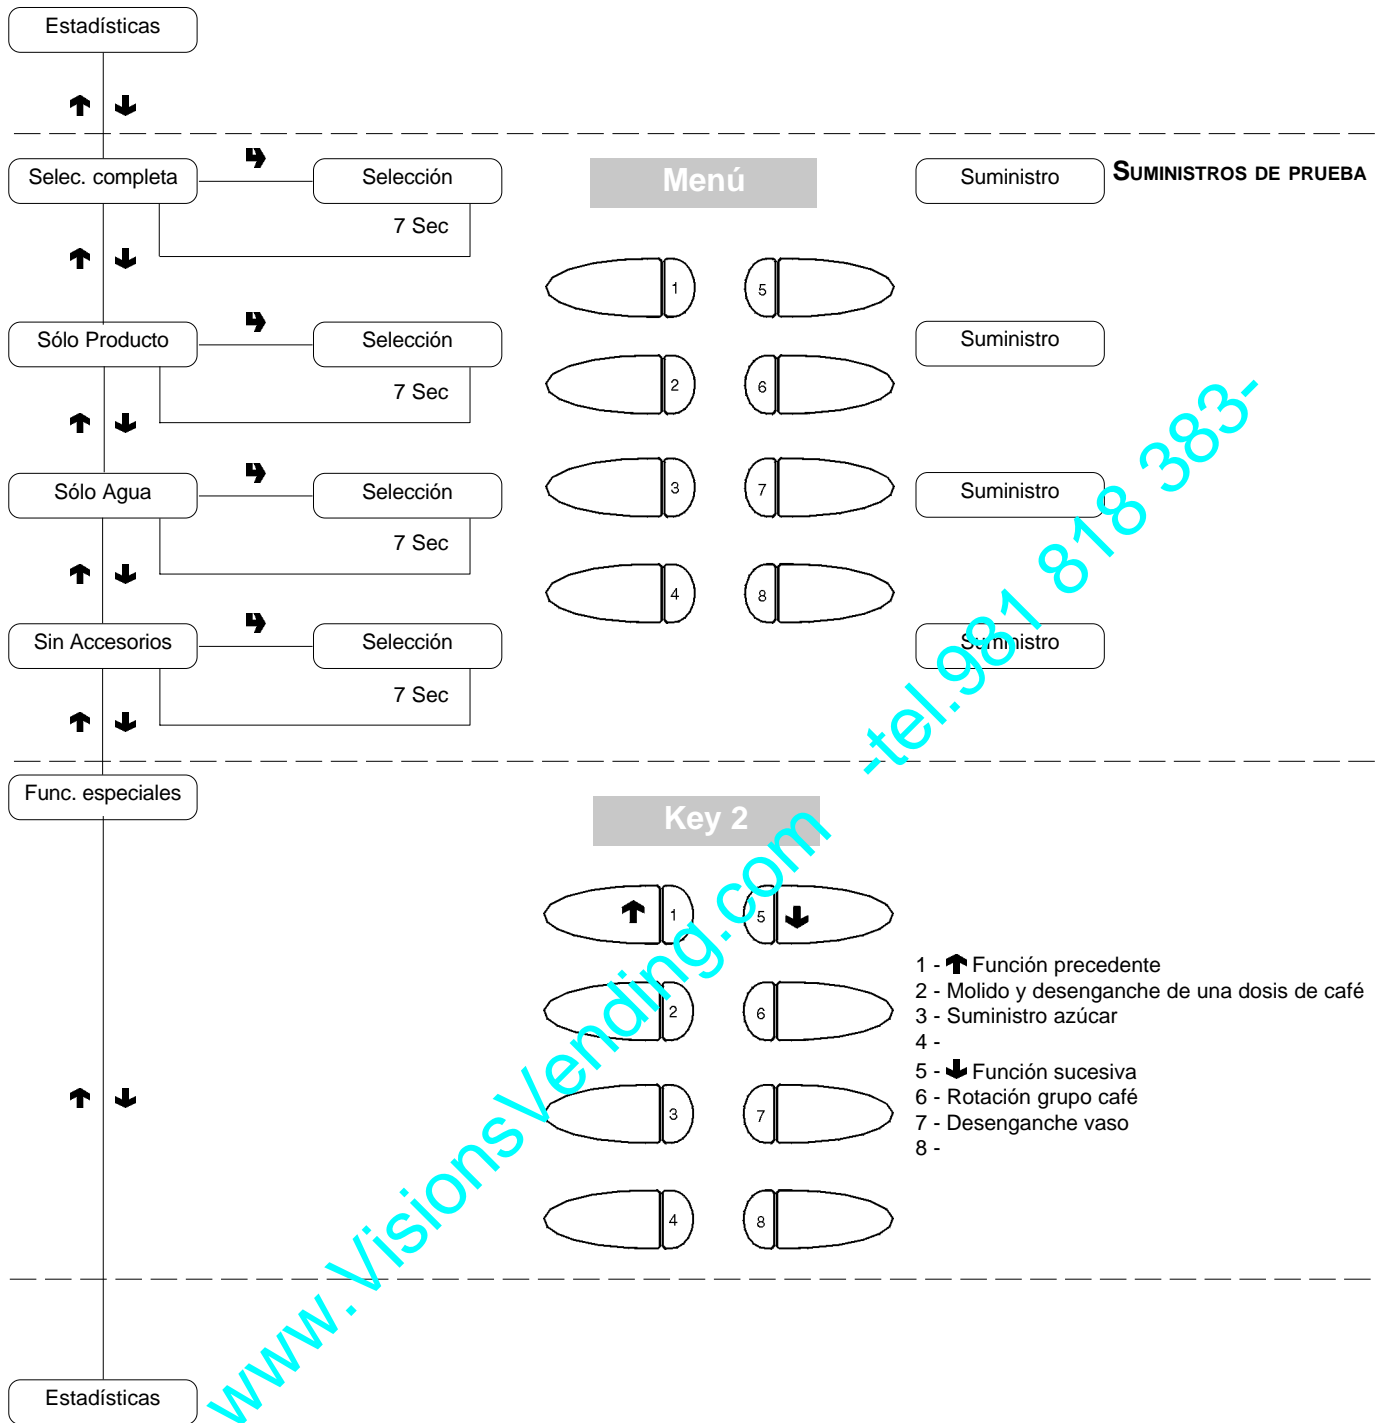 Estadísticas
Selec. completa
Selección
Menú
Suministro
SUMINISTROS DE PRUEBA
7 Sec
1
5
Sólo Producto
Selección
Suministro
7 Sec
2
6
Sólo Agua
Selección
3
7
Suministro
7 Sec
4
8
Sin Accesorios
Selección
Suministro
7 Sec
Func. especiales
Key 2
1
5
2
6
3
7
4
8
1 - ↑ Función precedente
2 - Molido y desenganche de una dosis de café
3 - Suministro azúcar
4 -
5 - ↓ Función sucesiva
6 - Rotación grupo café
7 - Desenganche vaso
8 -
Estadísticas
www.VisionsVending.com -tel.981 818 383-